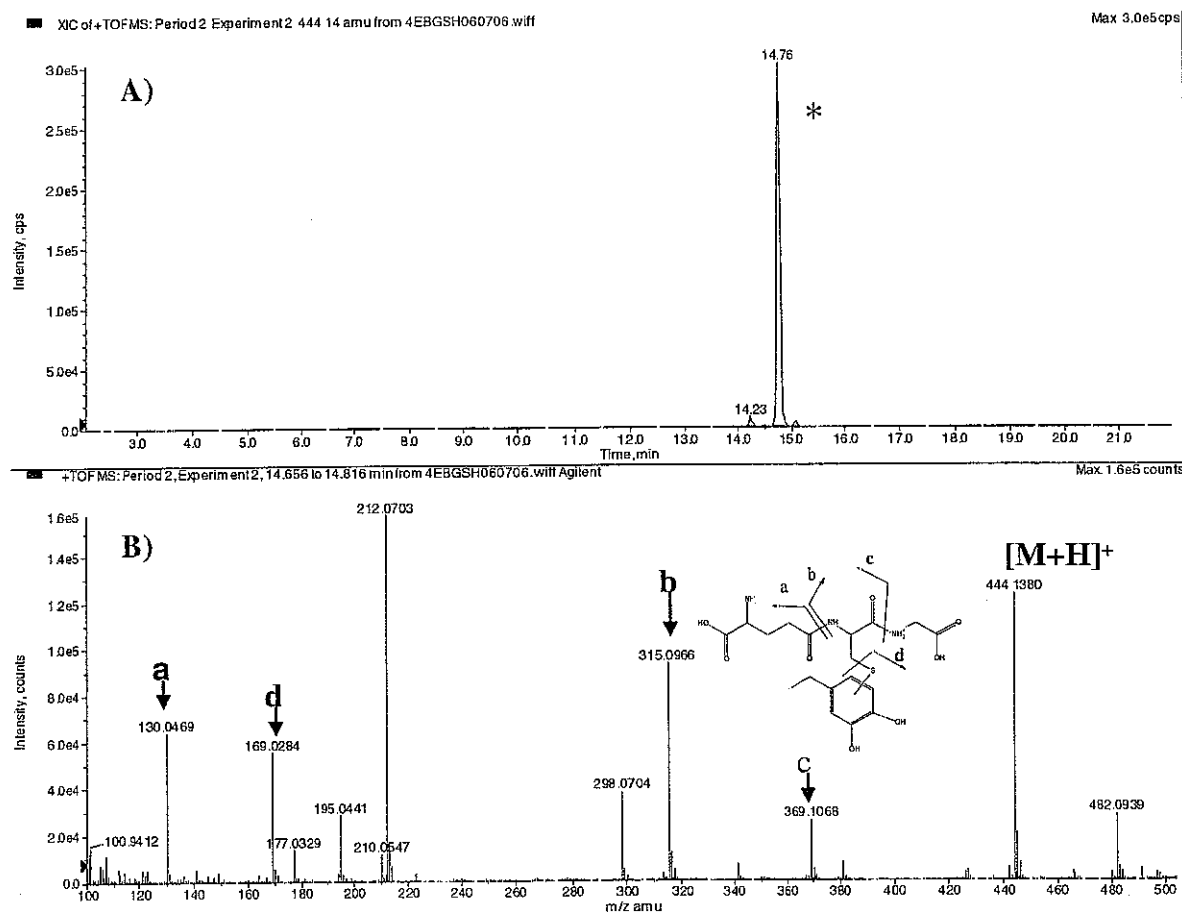 XIC of +TOFMS: Period 2 Experiment 2 444 14 amu from 4EBGSH060706.wiff
Max 3.0e5cps
14.76
3.0e5
A)
*
2.5e5
2.0e5
Intensity, cps
1.5e5
1.0e5
5.0e4
14.23
0.0
3.0 4.0 5.0 6.0 7.0 8.0 9.0 10.0 11.0 12.0 13.0 14.0 15.0 16.0 17.0 18.0 19.0 20.0 21.0
Time, min
+TOFMS: Period 2, Experiment 2, 14.656 to 14.816 min from 4EBGSH060706.wiff Agilent
Max. 1.6e5 counts
212.0703
1.6e5
B)
[M+H]+
1.4e5
444.1380
c
b
a
NH
O
HO
NH
NH
O
O
O
OH
S
d
OH
OH
1.2e5
b
1.0e5
315.0966
Intensity, counts
8.0e4
a
d
130.0469
6.0e4
169.0284
c
4.0e4
298.0704
369.1068
195.0441
482.0939
2.0e4
100.9412
177.0329
210.0547
0.0
100 120 140 160 180 200 220 240 260 280 300 320 340 360 380 400 420 440 460 480 500
m/z amu